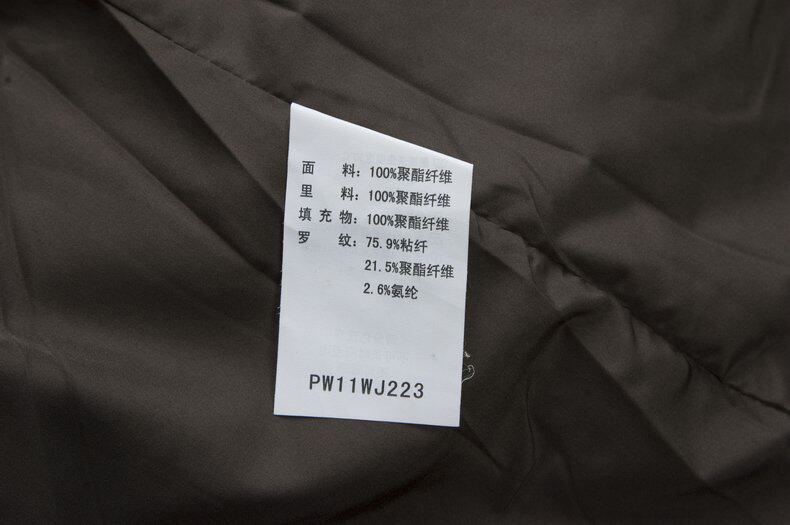 面 料：100%聚酯纤维
里 料：100%聚酯纤维
填 充 物：100%聚酯纤维
罗 纹：75.9%粘纤
21.5%聚酯纤维
2.6%氨纶
PW11WJ223